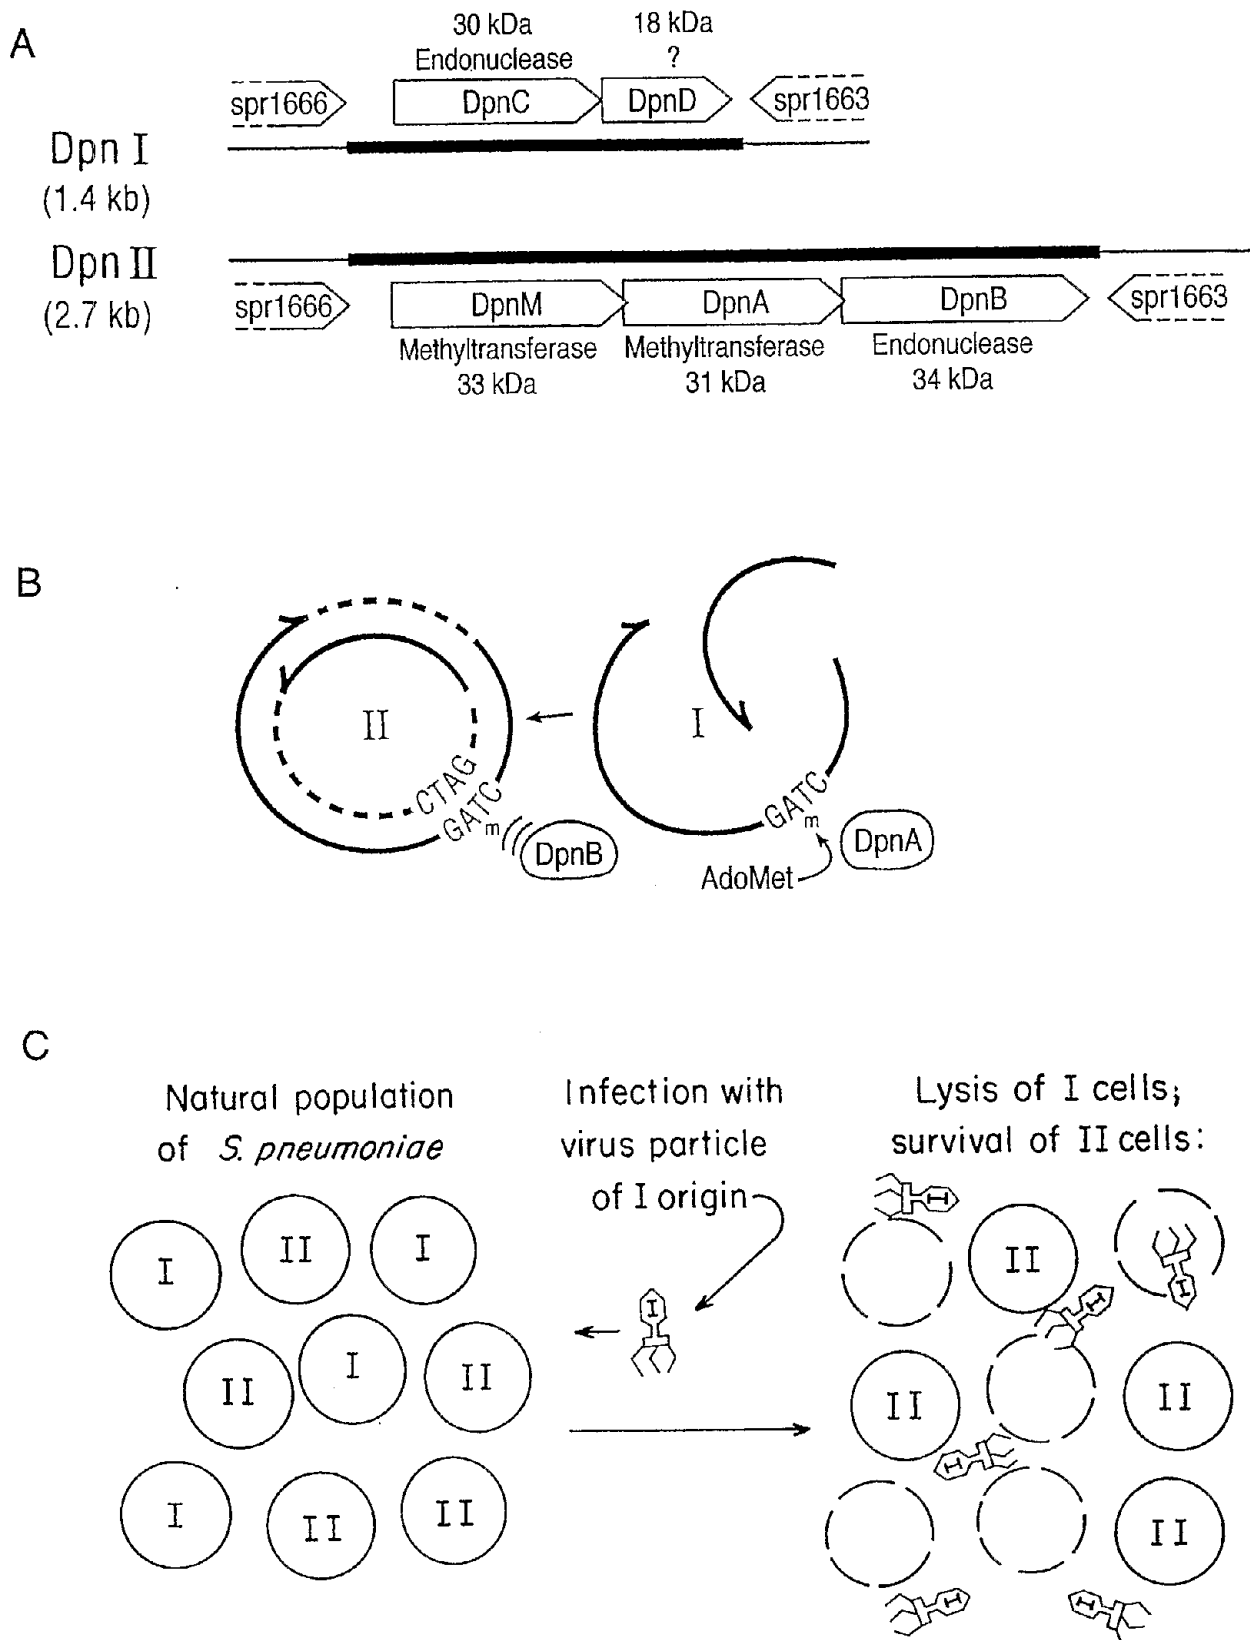 A
30 kDa
Endonuclease
18 kDa
?
spr1666
DpnC
DpnD
spr1663
Dpn I
(1.4 kb)
Dpn II
(2.7 kb)
spr1666
DpnM
DpnA
DpnB
spr1663
Methyltransferase
33 kDa
Methyltransferase
31 kDa
Endonuclease
34 kDa
B
II
CTAG
GATC
m
DpnB
I
GATC
m
DpnA
AdoMet
C
Natural population
of S. pneumoniae
Infection with
virus particle
of I origin
Lysis of I cells;
survival of II cells:
I
II
I
II
I
II
I
II
II
I
I
II
I
I
II
II
I
II
I
I